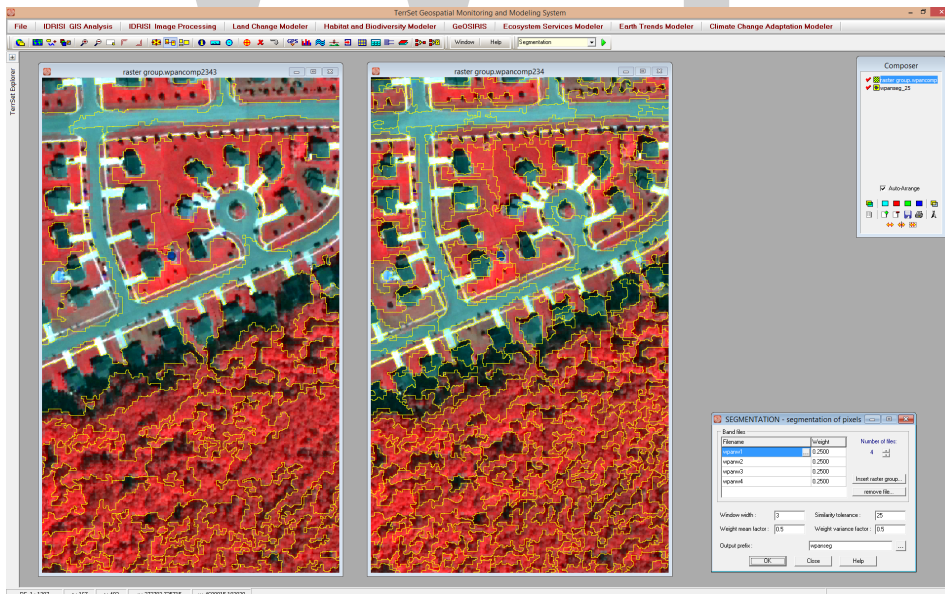 TerrSet Geospatial Monitoring and Modeling System
File IDRISI GIS Analysis IDRISI Image Processing Land Change Modeler Habitat and Biodiversity Modeler GeOSIRIS Ecosystem Services Modeler Earth Trends Modeler Climate Change Adaptation Modeler
GPS Window Help Segmentation
TerrSet Explorer
raster group.wpancomp2343
raster group.wpancomp234
Composer
raster group.wpancomp
wpanseg_25
Auto-Arrange
SEGMENTATION - segmentation of pixels
Band files
Filename Weight Number of files:
wpanw1 ... 0.2500 4
wpanw2 0.2500
wpanw3 0.2500
wpanw4 0.2500
Insert raster group...
remove file...
Window width : 3 Similarity tolerance : 25
Weight mean factor : 0.5 Weight variance factor : 0.5
Output prefix : wpanseg ...
OK Close Help